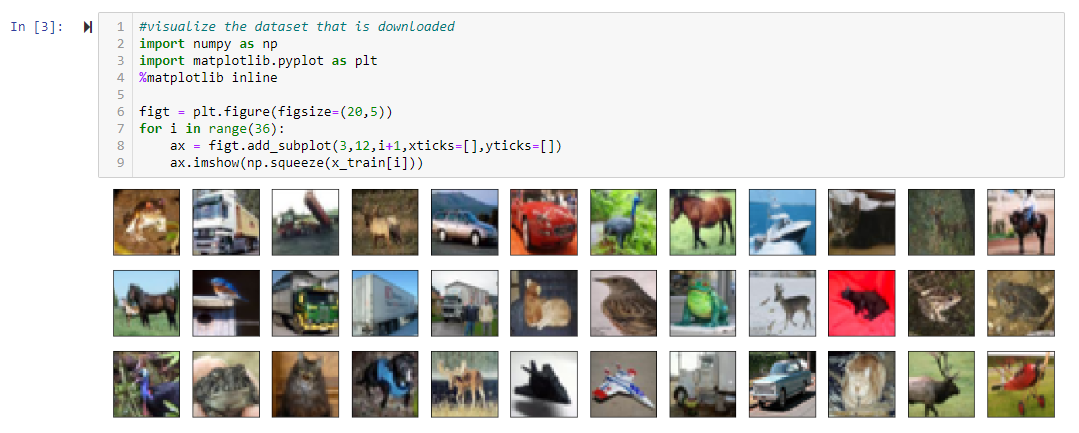 In [3]:
1 #visualize the dataset that is downloaded
2 import numpy as np
3 import matplotlib.pyplot as plt
4 %matplotlib inline
5
6 figt = plt.figure(figsize=(20,5))
7 for i in range(36):
8     ax = figt.add_subplot(3,12,i+1,xticks=[],yticks=[])
9     ax.imshow(np.squeeze(x_train[i]))